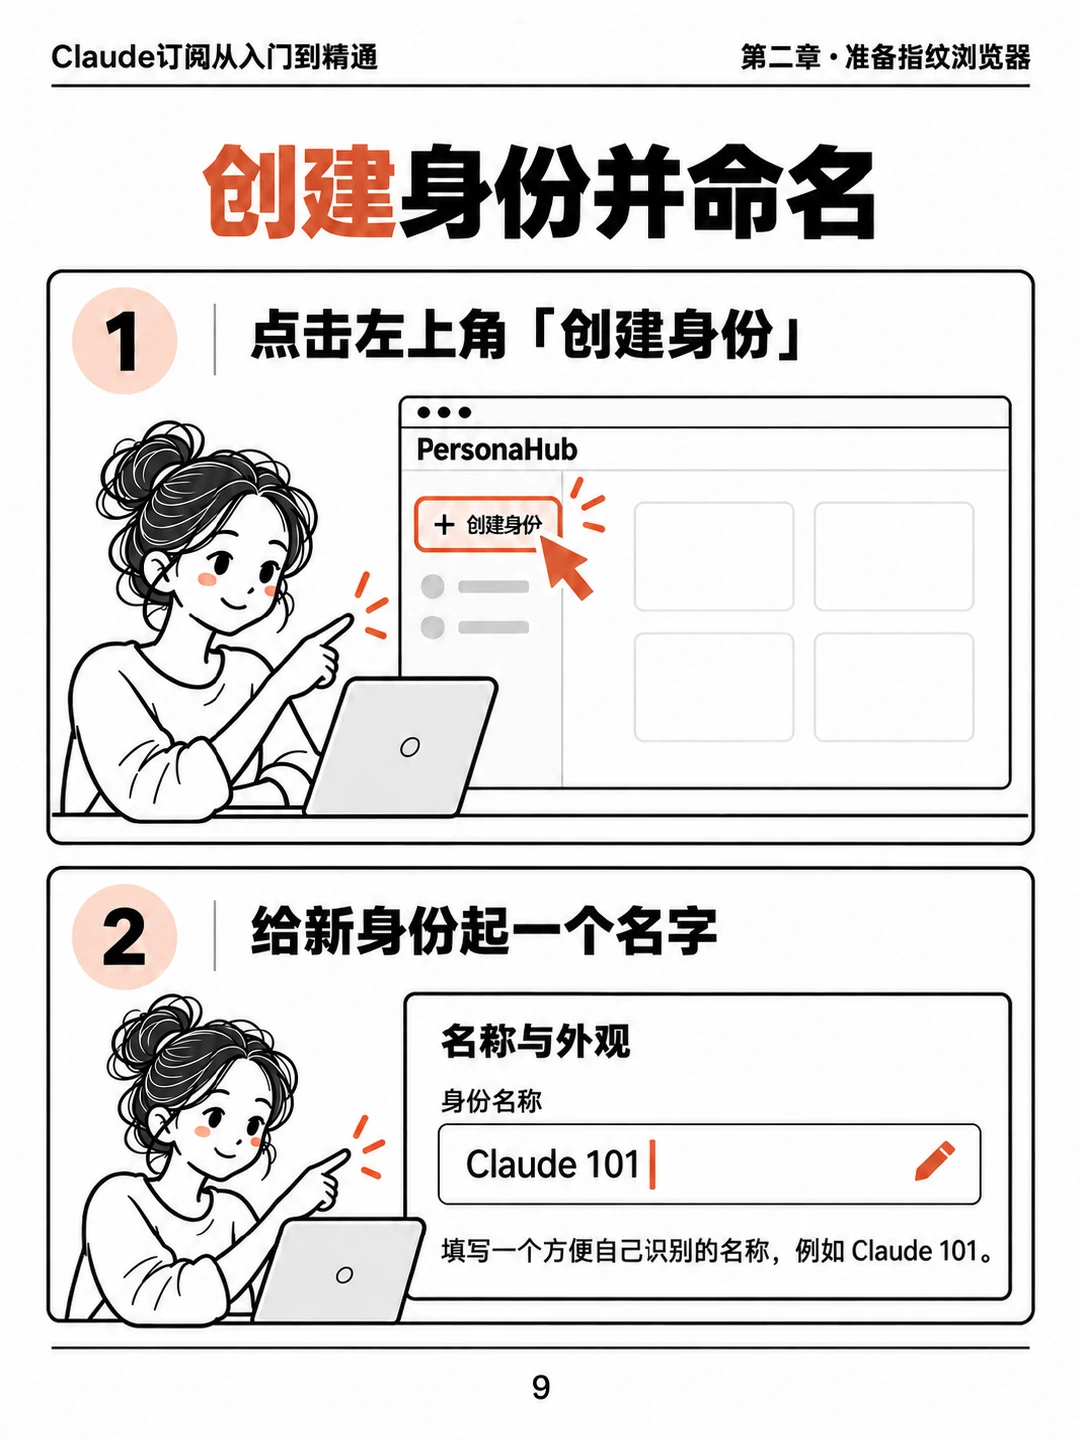 Claude订阅从入门到精通
第二章·准备指纹浏览器
创建身份并命名
1
点击左上角「创建身份」
PersonaHub
+ 创建身份
2
给新身份起一个名字
名称与外观
身份名称
Claude 101
填写一个方便自己识别的名称，例如 Claude 101。
9